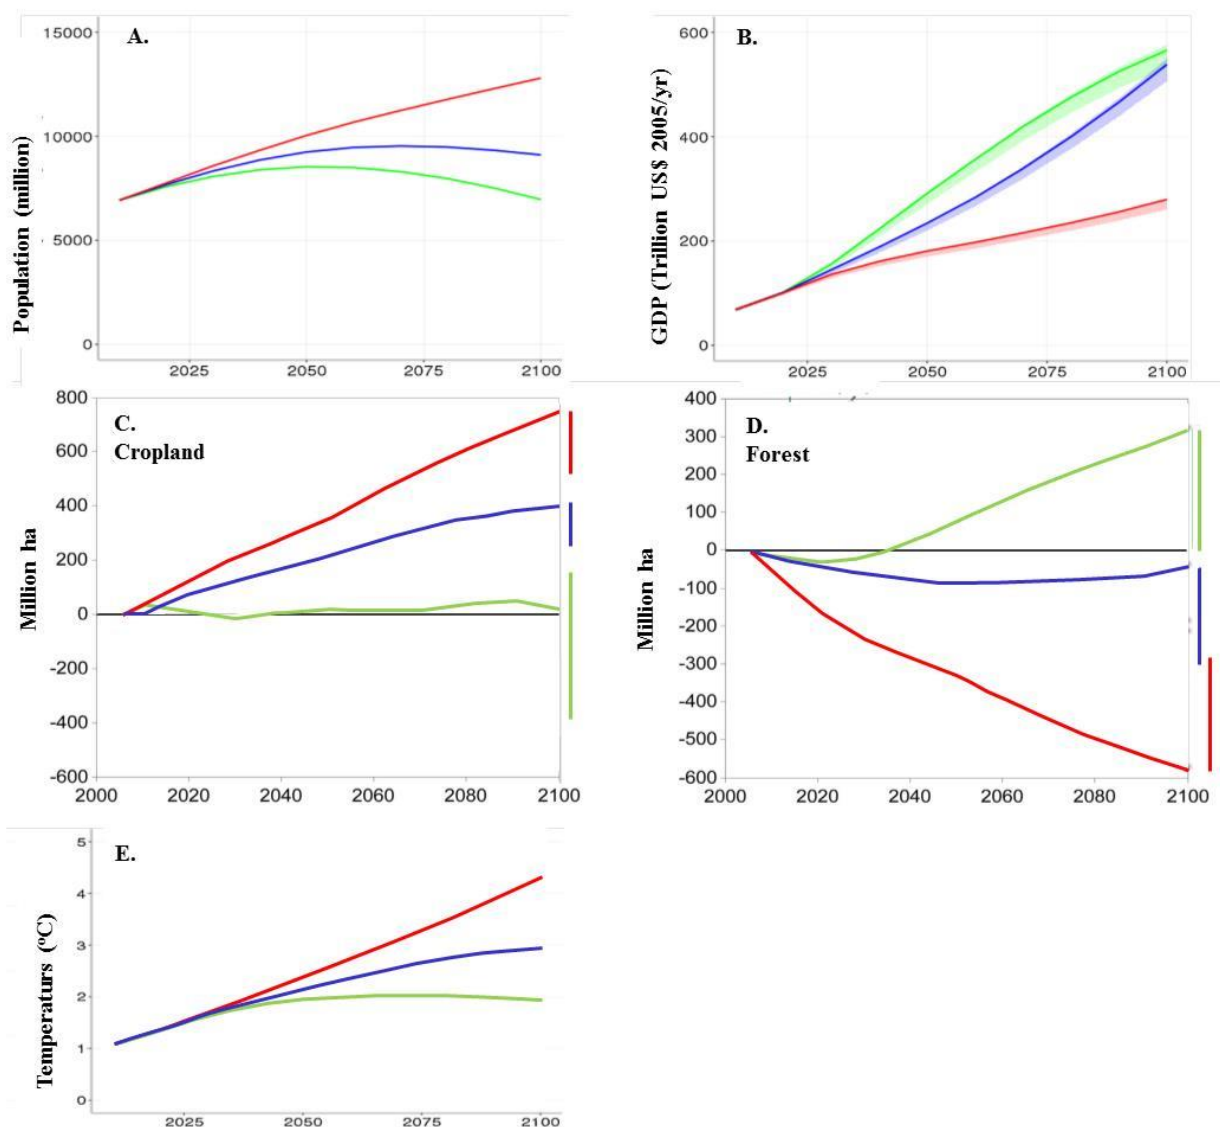 A.
Population (million)
15000
10000
5000
0
2025 2050 2075 2100
B.
GDP (Trillion US$ 2005/yr)
600
400
200
0
2025 2050 2075 2100
C.
Cropland
Million ha
800
600
400
200
0
-200
-400
-600
2000 2020 2040 2060 2080 2100
D.
Forest
Million ha
400
300
200
100
0
-100
-200
-300
-400
-500
-600
2000 2020 2040 2060 2080 2100
E.
Temperaturs (°C)
5
4
3
2
1
0
2025 2050 2075 2100